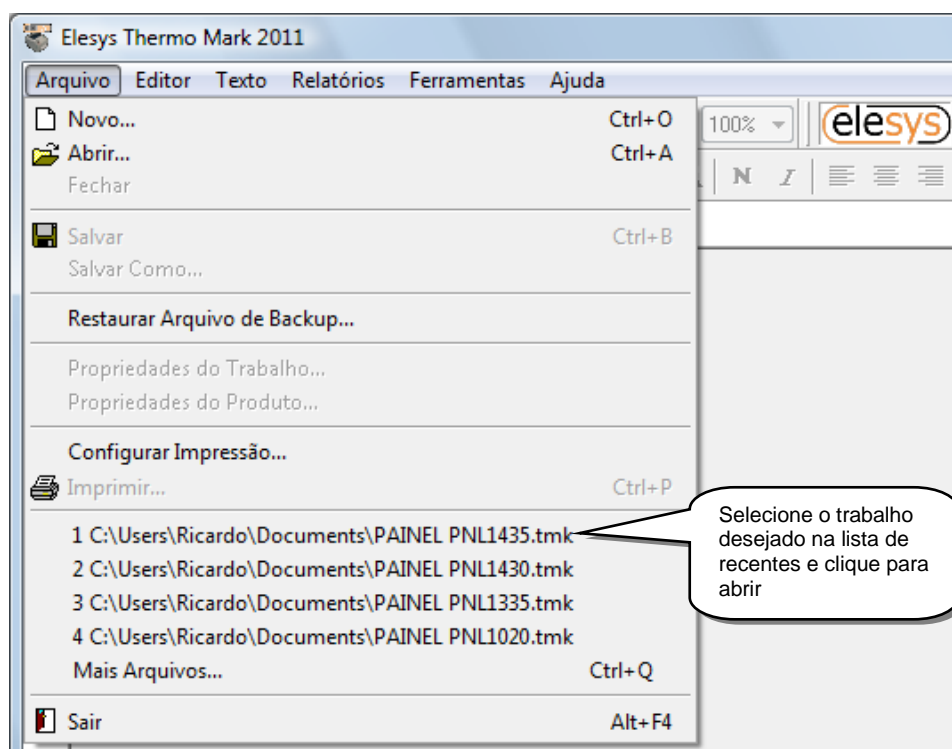 Elesys Thermo Mark 2011
Arquivo Editor Texto Relatórios Ferramentas Ajuda
Novo... Ctrl+O
100%
elesys
Abrir... Ctrl+A
N I
Fechar
Salvar Ctrl+B
Salvar Como...
Restaurar Arquivo de Backup...
Propriedades do Trabalho...
Propriedades do Produto...
Configurar Impressão...
Imprimir... Ctrl+P
1 C:\Users\Ricardo\Documents\PAINEL PNL1435.tmk
2 C:\Users\Ricardo\Documents\PAINEL PNL1430.tmk
3 C:\Users\Ricardo\Documents\PAINEL PNL1335.tmk
4 C:\Users\Ricardo\Documents\PAINEL PNL1020.tmk
Mais Arquivos... Ctrl+Q
Sair Alt+F4
Selecione o trabalho
desejado na lista de
recentes e clique para
abrir